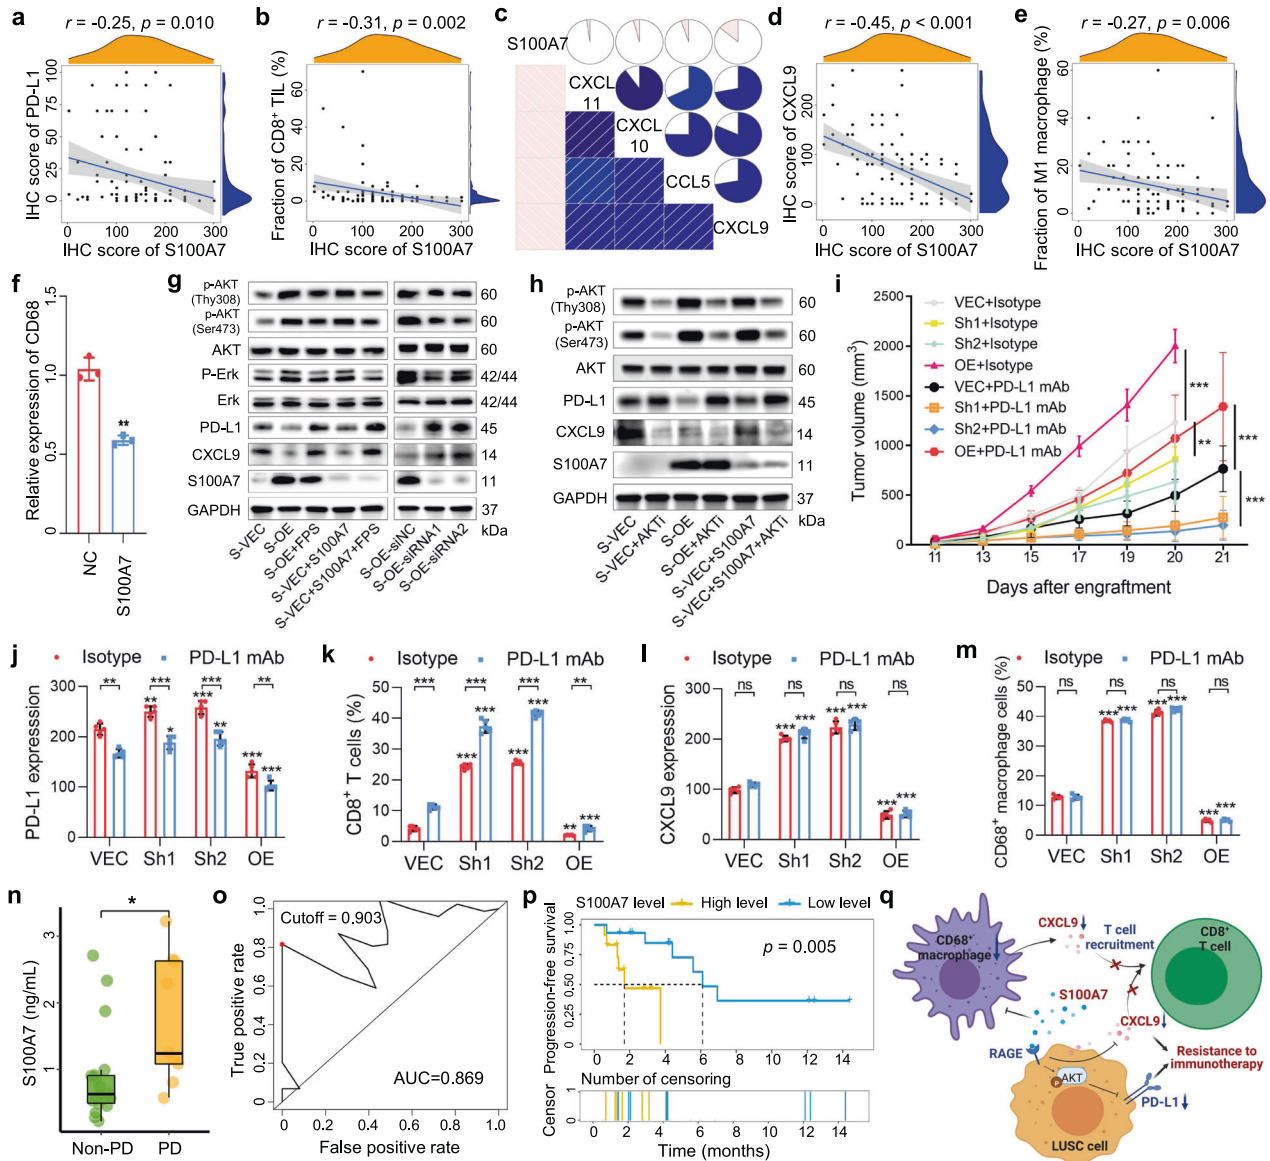 a
r = -0.25, p = 0.010
IHC score of PD-L1
100
75
50
25
0
0 100 200 300
IHC score of S100A7
b
r = -0.31, p = 0.002
Fraction of CD8+ TIL (%)
100
80
60
40
20
0
0 100 200 300
IHC score of S100A7
c
S100A7
CXCL
11
CXCL
10
CCL5
CXCL9
d
r = -0.45, p < 0.001
IHC score of CXCL9
200
100
0
0 100 200 300
IHC score of S100A7
e
r = -0.27, p = 0.006
Fraction of M1 macrophage (%)
60
40
20
0
0 100 200 300
IHC score of S100A7
f
Relative expression of CD68
1.5
1.0
0.5
0
**
NC
S100A7
g
p-AKT
(Thy308)
60
p-AKT
(Ser473)
60
AKT
60
P-Erk
42/44
Erk
42/44
PD-L1
45
CXCL9
14
S100A7
11
GAPDH
37
kDa
S-VEC
S-OE
S-OE+FPS
S-VEC+S100A7
S-VEC+S100A7+FPS
S-OE-siNC
S-OE-siRNA1
S-OE-siRNA2
h
p-AKT
(Thy308)
60
p-AKT
(Ser473)
60
AKT
60
PD-L1
45
CXCL9
14
S100A7
11
GAPDH
37
kDa
S-VEC
S-VEC+AKTi
S-OE
S-OE+AKTi
S-VEC+S100A7
S-VEC+S100A7+AKTi
i
Tumor volume (mm3)
2500
2000
1500
1000
500
0
VEC+Isotype
Sh1+Isotype
Sh2+Isotype
OE+Isotype
VEC+PD-L1 mAb
Sh1+PD-L1 mAb
Sh2+PD-L1 mAb
OE+PD-L1 mAb
***
**
***
***
11 13 15 17 19 20 21
Days after engraftment
j
Isotype PD-L1 mAb
PD-L1 expression
300
200
100
0
** *** *** **
** * *** ** *** ***
VEC Sh1 Sh2 OE
k
Isotype PD-L1 mAb
CD8+ T cells (%)
50
40
30
20
10
0
*** *** *** **
*** *** *** *** ** ***
VEC Sh1 Sh2 OE
l
Isotype PD-L1 mAb
CXCL9 expression
300
200
100
0
ns ns ns ns
*** *** *** *** *** ***
VEC Sh1 Sh2 OE
m
Isotype PD-L1 mAb
CD68+ macrophage cells (%)
50
40
30
20
10
0
ns ns ns ns
*** *** *** *** *** ***
VEC Sh1 Sh2 OE
n
S100A7 (ng/mL)
3
2
1
*
Non-PD PD
o
True positive rate
1.0
0.8
0.6
0.4
0.2
0
Cutoff = 0.903
AUC=0.869
0 0.2 0.4 0.6 0.8 1.0
False positive rate
p
S100A7 level High level Low level
Progression-free survival
1.00
0.75
0.50
0.25
0
p = 0.005
0 2 4 6 8 10 12 14
Number of censoring
Censor
1
0
0 2 4 6 8 10 12 14
Time (months)
q
CD68+
macrophage
CXCL9
T cell
recruitment
CD8+
T cell
S100A7
CXCL9
RAGE
AKT
P
Resistance to
immunotherapy
PD-L1
LUSC cell